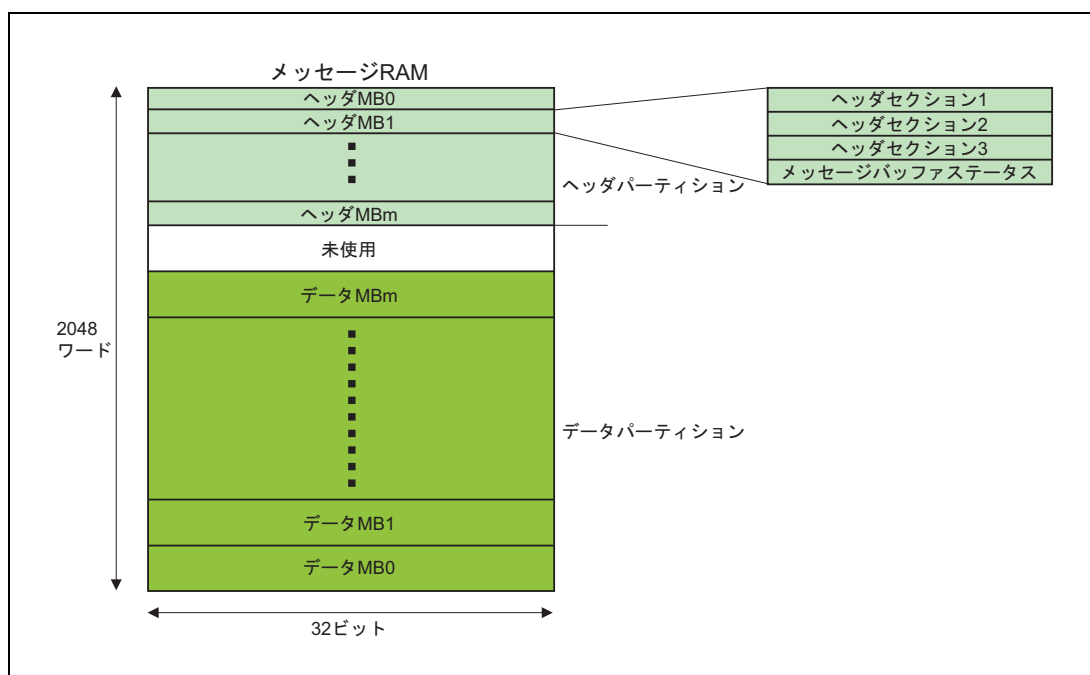 メッセージRAM
ヘッダMB0
ヘッダMB1
ヘッダMBm
未使用
データMBm
データMB1
データMB0
2048
ワード
32ビット
ヘッダパーティション
データパーティション
ヘッダセクション1
ヘッダセクション2
ヘッダセクション3
メッセージバッファステータス